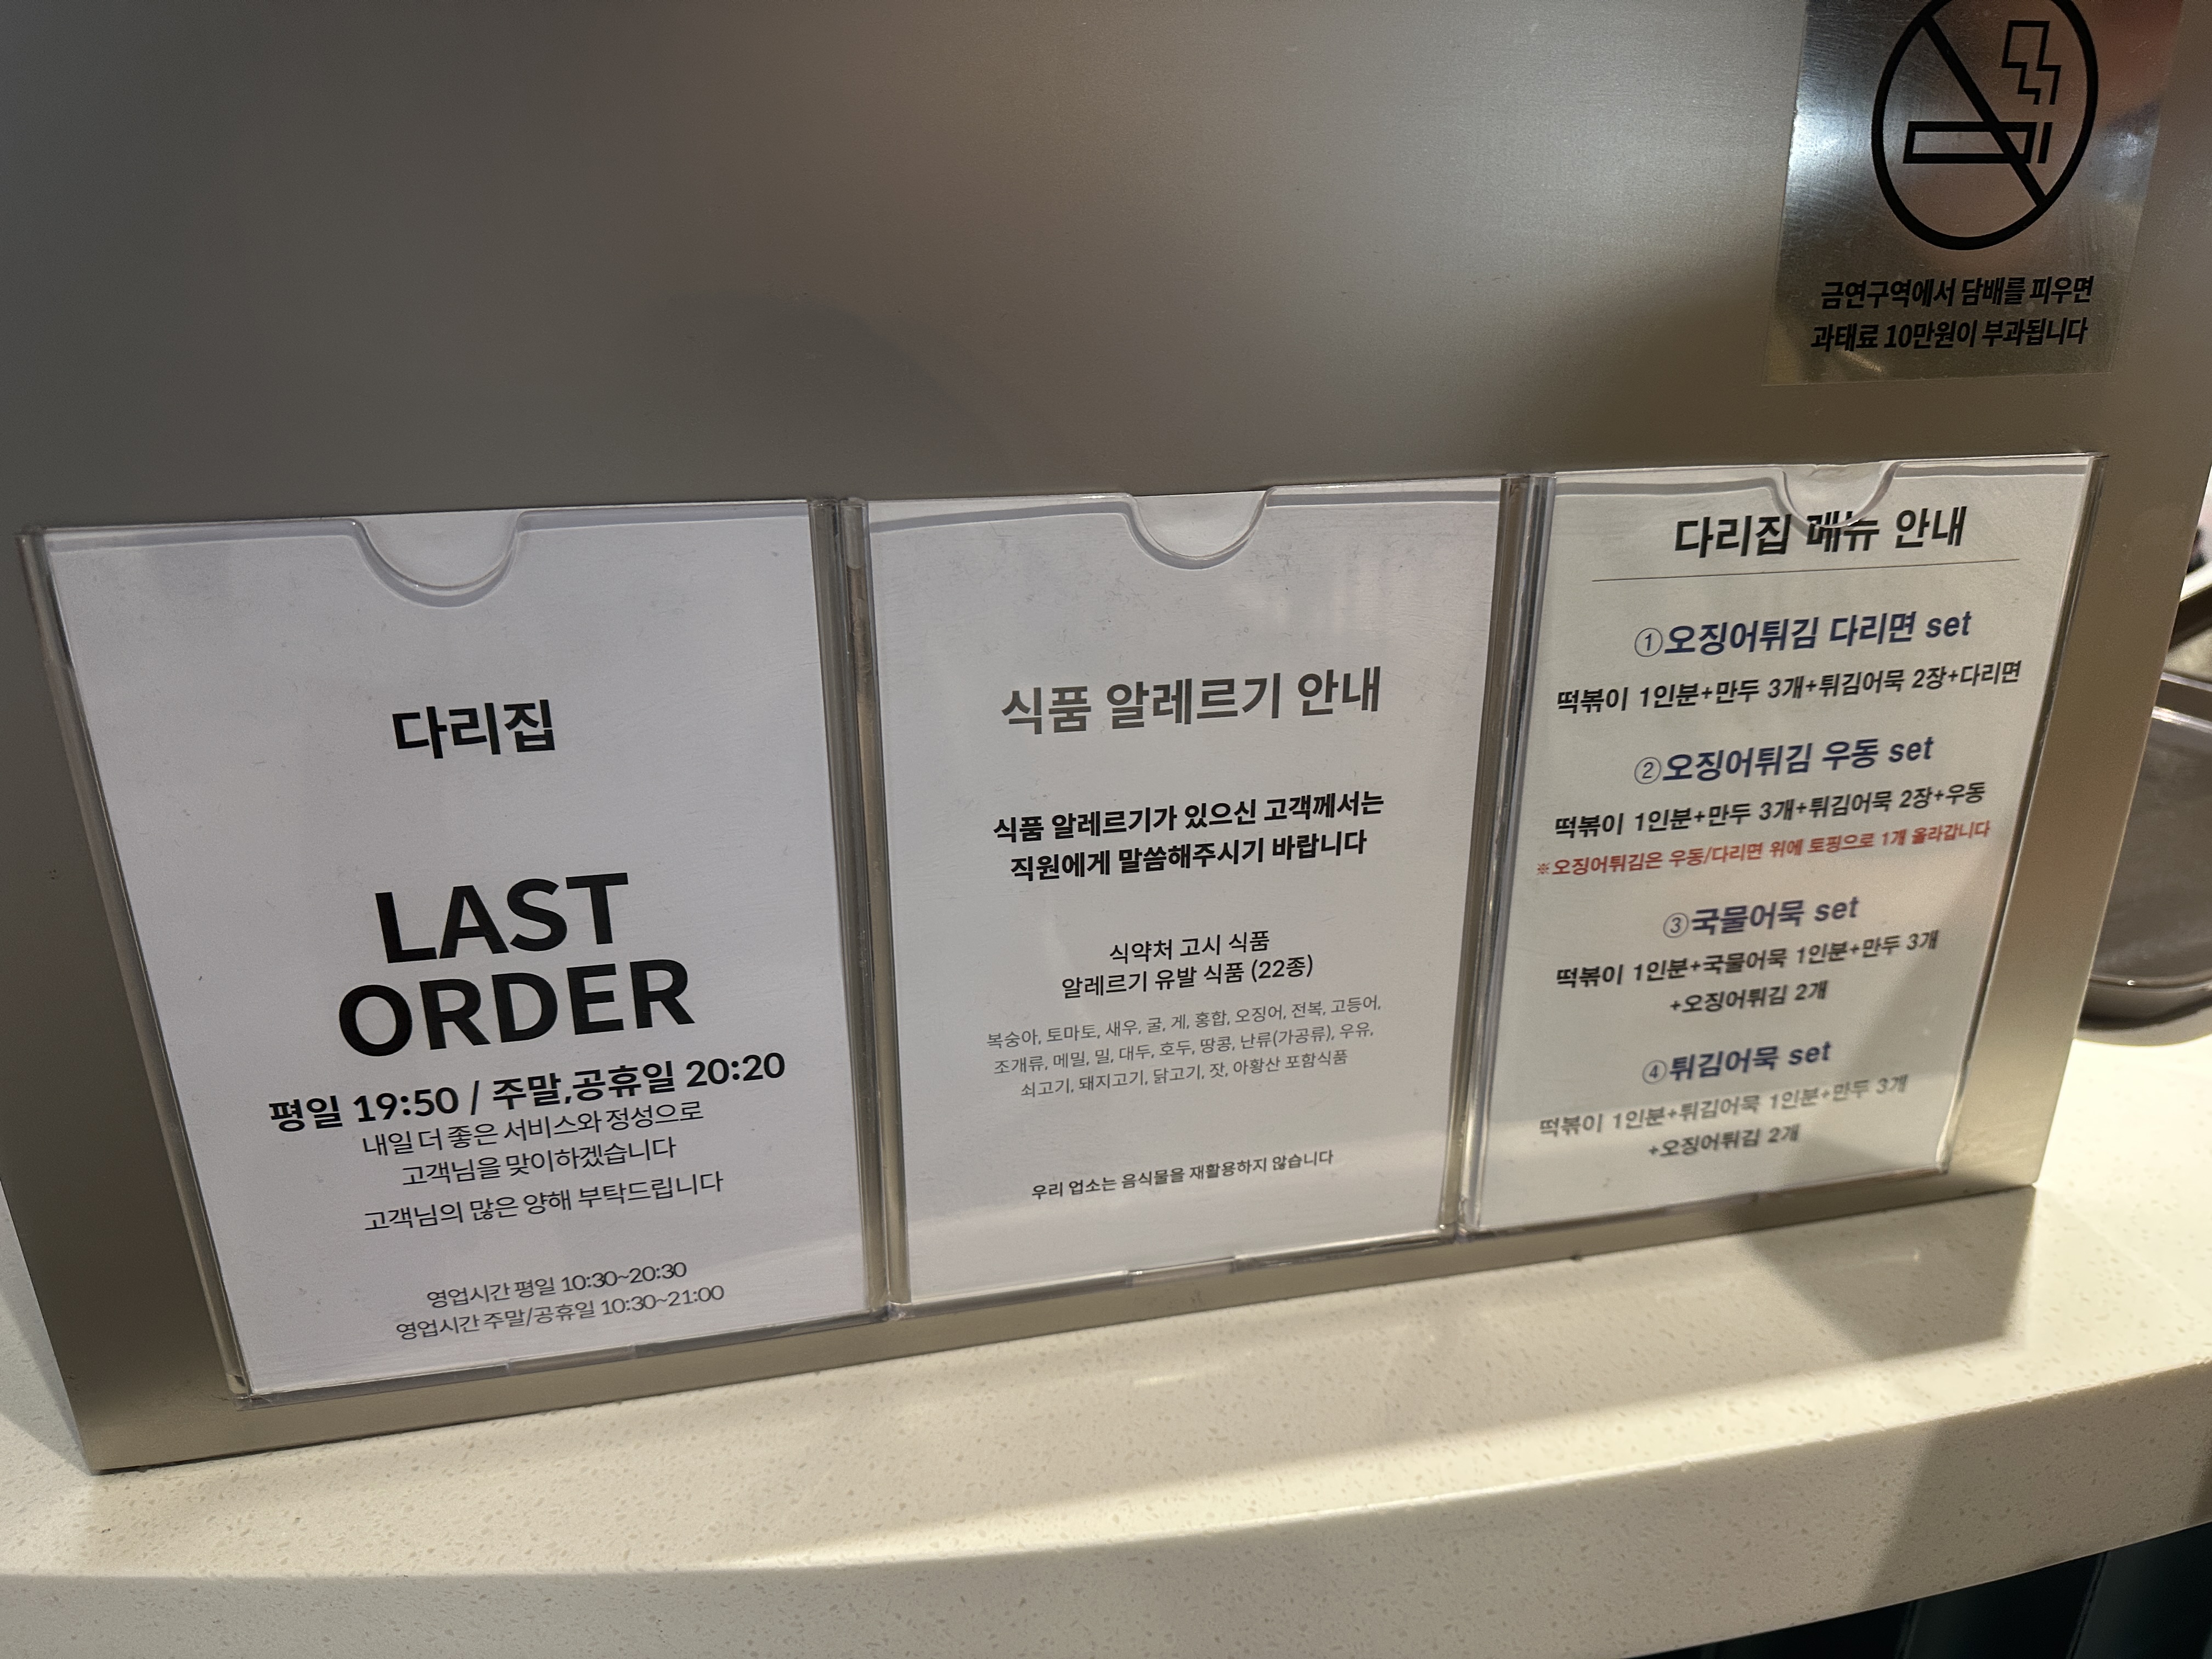 금연구역에서 담배를 피우면
과태료 10만원이 부과됩니다
다리집
LAST
ORDER
평일 19:50 / 주말,공휴일 20:20
내일 더 좋은 서비스와 정성으로
고객님을 맞이하겠습니다
고객님의 많은 양해 부탁드립니다
영업시간 평일 10:30~20:30
영업시간 주말/공휴일 10:30~21:00
식품 알레르기 안내
식품 알레르기가 있으신 고객께서는
직원에게 말씀해주시기 바랍니다
식약처 고시 식품
알레르기 유발 식품 (22종)
복숭아, 토마토, 새우, 굴, 게, 홍합, 오징어, 전복, 고등어,
조개류, 메밀, 밀, 대두, 호두, 땅콩, 난류(가공류), 우유,
쇠고기, 돼지고기, 닭고기, 잣, 아황산 포함식품
우리 업소는 음식물을 재활용하지 않습니다
다리집 메뉴 안내
①오징어튀김 다리면 set
떡볶이 1인분+만두 3개+튀김어묵 2장+다리면
②오징어튀김 우동 set
떡볶이 1인분+만두 3개+튀김어묵 2장+우동
※오징어튀김은 우동/다리면 위에 토핑으로 1개 올라갑니다
③국물어묵 set
떡볶이 1인분+국물어묵 1인분+만두 3개
+오징어튀김 2개
④튀김어묵 set
떡볶이 1인분+튀김어묵 1인분+만두 3개
+오징어튀김 2개